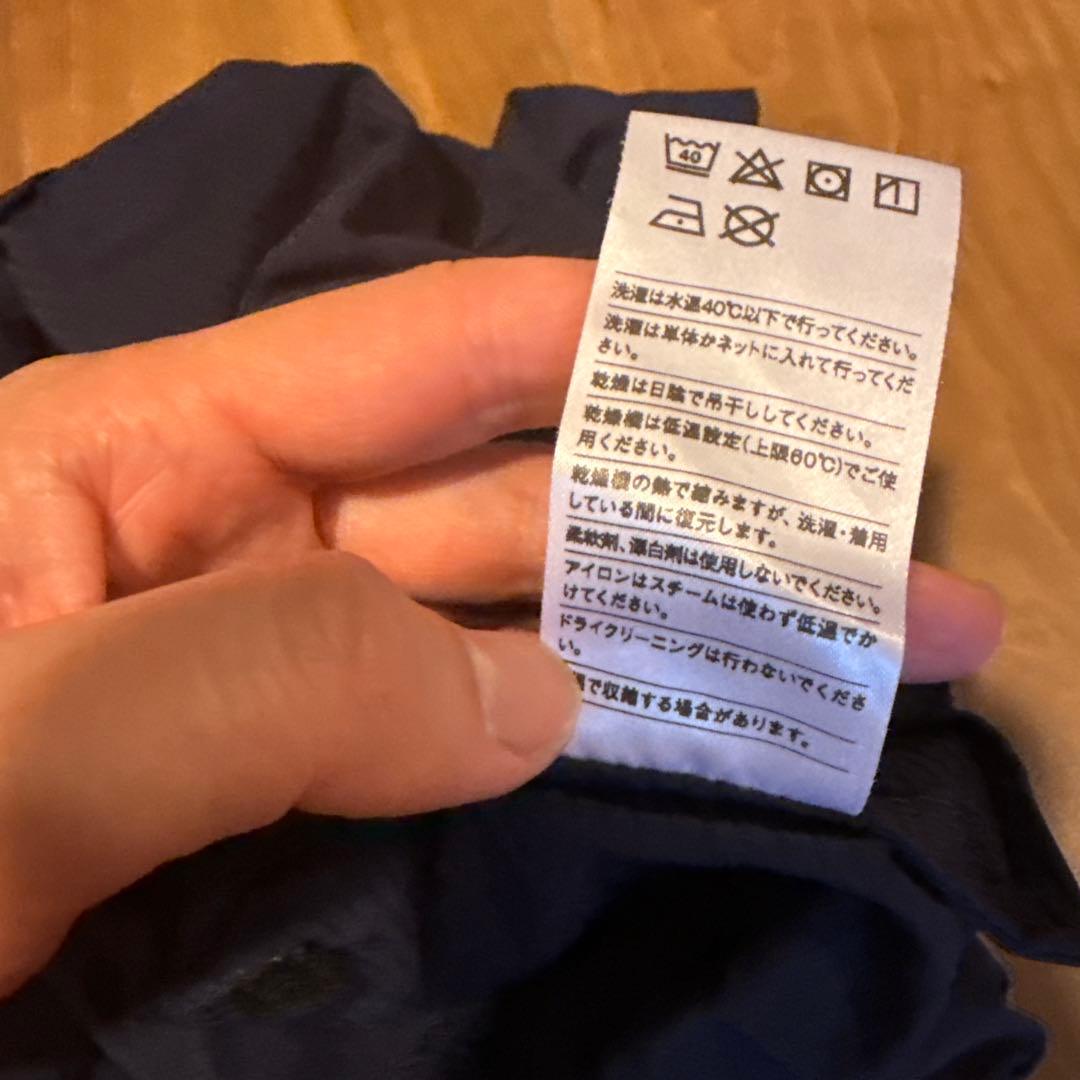 40
洗濯は水温40℃以下で行ってください。
洗濯は単体かネットに入れて行ってくだ
さい。
乾燥は日陰で吊干ししてください。
乾燥機は低温設定(上限60℃)でご使
用ください。
乾燥機の熱で縮みますが、洗濯・着用
している間に復元します。
柔軟剤、漂白剤は使用しないでください。
アイロンはスチームは使わず低温でか
けてください。
ドライクリーニングは行わないでくださ
い。
で収縮する場合があります。